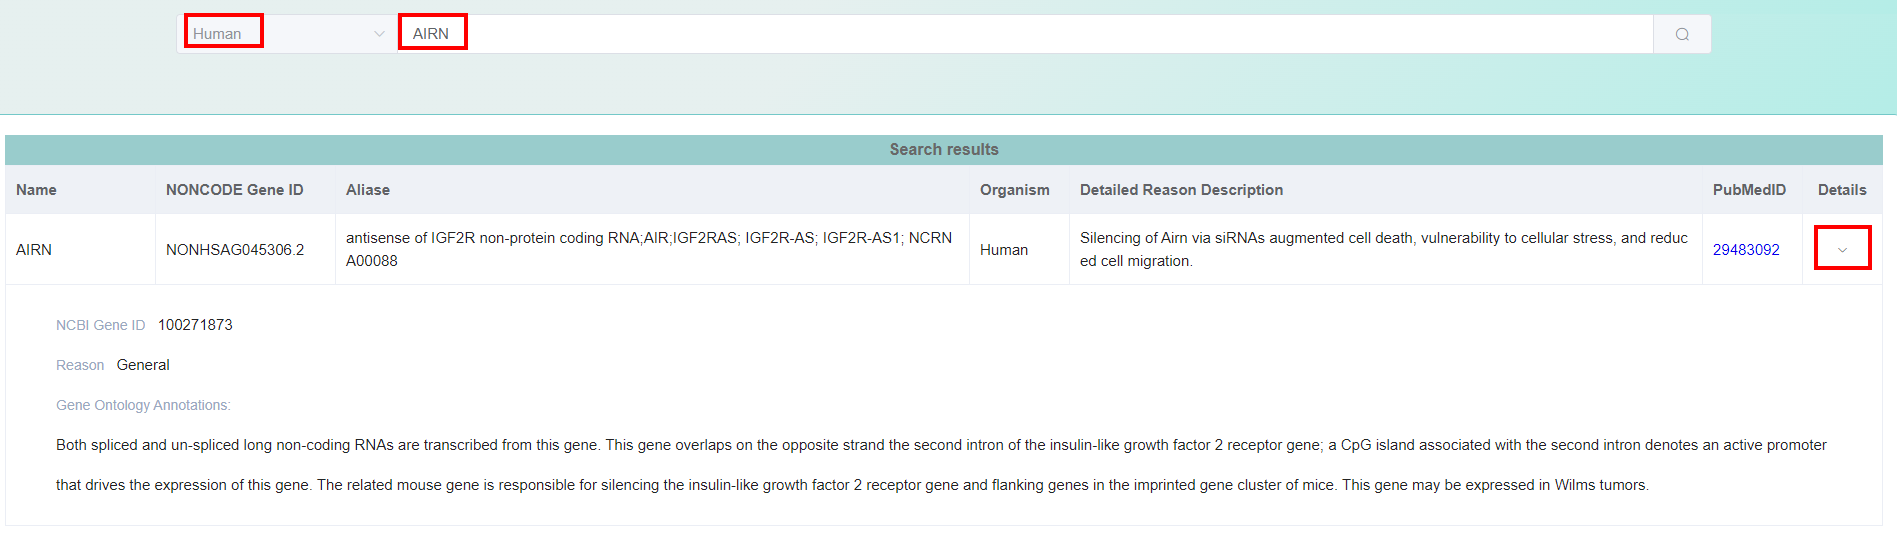 Human AIRN
Search results
Name NONCODE Gene ID Aliase Organism Detailed Reason Description PubMedID Details
AIRN NONHSAG045306.2 antisense of IGF2R non-protein coding RNA;AIR;IGF2RAS; IGF2R-AS; IGF2R-AS1; NCRN
A00088 Human Silencing of Airn via siRNAs augmented cell death, vulnerability to cellular stress, and reduc
ed cell migration. 29483092
NCBI Gene ID 100271873
Reason General
Gene Ontology Annotations:
Both spliced and un-spliced long non-coding RNAs are transcribed from this gene. This gene overlaps on the opposite strand the second intron of the insulin-like growth factor 2 receptor gene; a CpG island associated with the second intron denotes an active promoter
that drives the expression of this gene. The related mouse gene is responsible for silencing the insulin-like growth factor 2 receptor gene and flanking genes in the imprinted gene cluster of mice. This gene may be expressed in Wilms tumors.